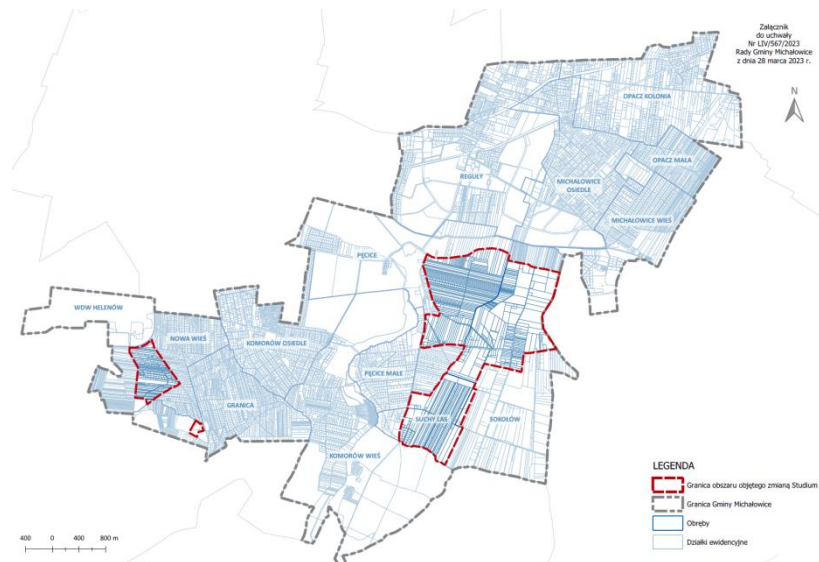 Załącznik
do uchwały
Nr LIV/567/2023
Rady Gminy Michałowice
z dnia 28 marca 2023 r.
N
OPACZ KOLONIA
OPACZ MAŁA
REGUŁY
MICHAŁOWICE
OSIEDLE
MICHAŁOWICE WIEŚ
PĘCICE
WDW HELENÓW
NOWA WIEŚ
KOMORÓW OSIEDLE
PĘCICE MAŁE
GRANICA
SUCHY LAS
SOKOŁÓW
KOMORÓW WIEŚ
LEGENDA
Granica obszaru objętego zmianą Studium
Granica Gminy Michałowice
Obręby
Działki ewidencyjne
400 0 400 800 m